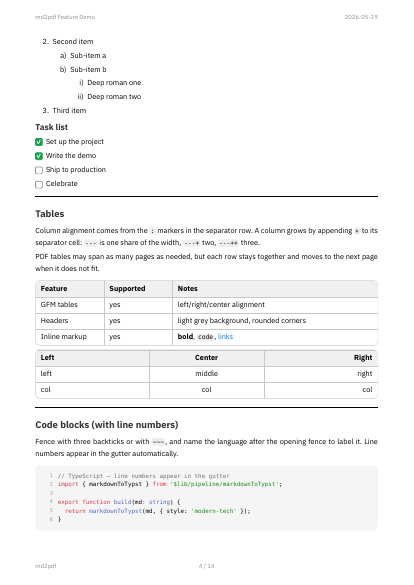 md2pdf Feature Demo 2026-05-19
2. Second item
a) Sub-item a
b) Sub-item b
i) Deep roman one
ii) Deep roman two
3. Third item
Task list
Set up the project
Write the demo
Ship to production
Celebrate
Tables
Column alignment comes from the : markers in the separator row. A column grows by appending + to its
separator cell: --- is one share of the width, ---+ two, ---++ three.
PDF tables may span as many pages as needed, but each row stays together and moves to the next page
when it does not fit.
Feature Supported Notes
GFM tables yes left/right/center alignment
Headers yes light grey background, rounded corners
Inline markup yes bold, code, links
Left Center Right
left middle right
col col col
Code blocks (with line numbers)
Fence with three backticks or with ~~~, and name the language after the opening fence to label it. Line
numbers appear in the gutter automatically.
1 // TypeScript — line numbers appear in the gutter
2 import { markdownToTypst } from '$lib/pipeline/markdownToTypst';
3
4 export function build(md: string) {
5 return markdownToTypst(md, { style: 'modern-tech' });
6 }
md2pdf 4 / 14